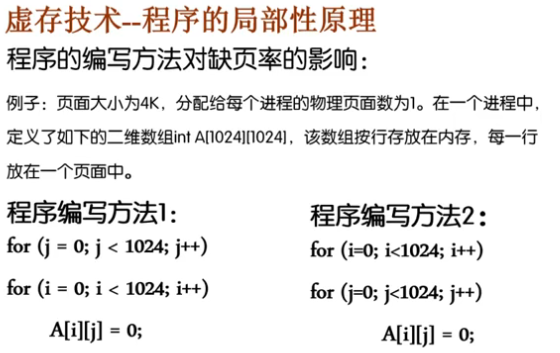 虚存技术--程序的局部性原理
程序的编写方法对缺页率的影响：
例子：页面大小为4K，分配给每个进程的物理页面数为1。在一个进程中，
定义了如下的二维数组int A[1024][1024]，该数组按行存放在内存，每一行
放在一个页面中。
程序编写方法1：
for (j = 0; j < 1024; j++)
for (i = 0; i < 1024; i++)
A[i][j] = 0;
程序编写方法2：
for (i=0; i<1024; i++)
for (j=0; j<1024; j++)
A[i][j] = 0;